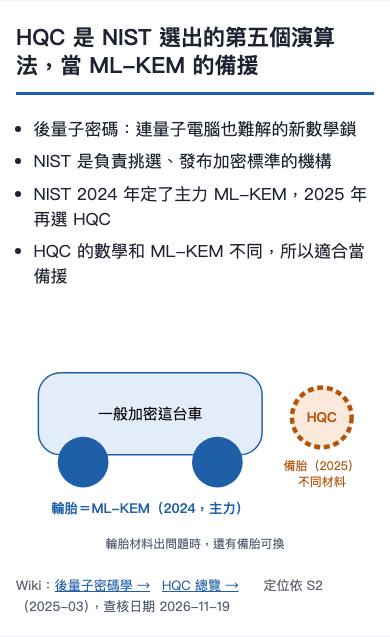 HQC 是 NIST 選出的第五個演算
法，當 ML-KEM 的備援
• 後量子密碼：連量子電腦也難解的新數學鎖
• NIST 是負責挑選、發布加密標準的機構
• NIST 2024 年定了主力 ML-KEM，2025 年
再選 HQC
• HQC 的數學和 ML-KEM 不同，所以適合當
備援
一般加密這台車
HQC
備胎（2025）
不同材料
輪胎＝ML-KEM（2024，主力）
輪胎材料出問題時，還有備胎可換
Wiki：後量子密碼學 → HQC 總覽 → 定位依 S2
（2025-03），查核日期 2026-11-19